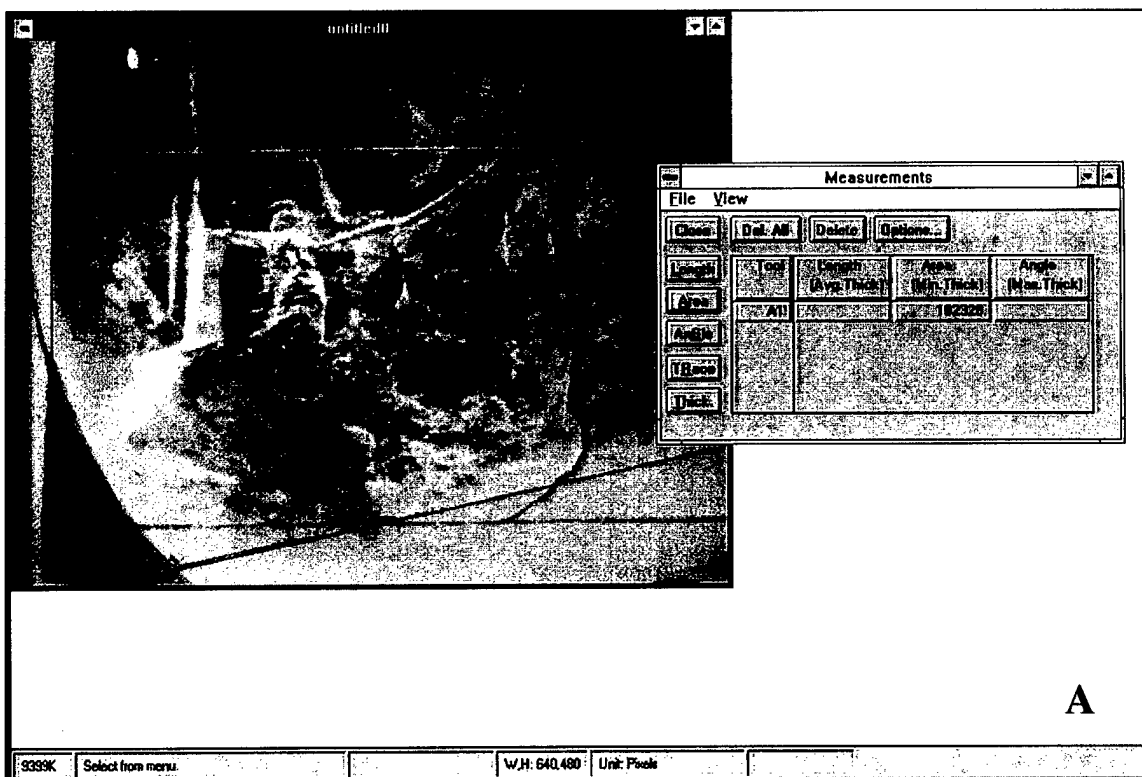 untitled0
Measurements
File View
Close Del. All Delete Options...
Length
Area
Angle
TRace
Thick
Tool Length (Avg.Thick) Area (Min.Thick) Angle (Max.Thick)
A1
A
9399K Select from menu. W,H: 640,480 Unit: Pixels